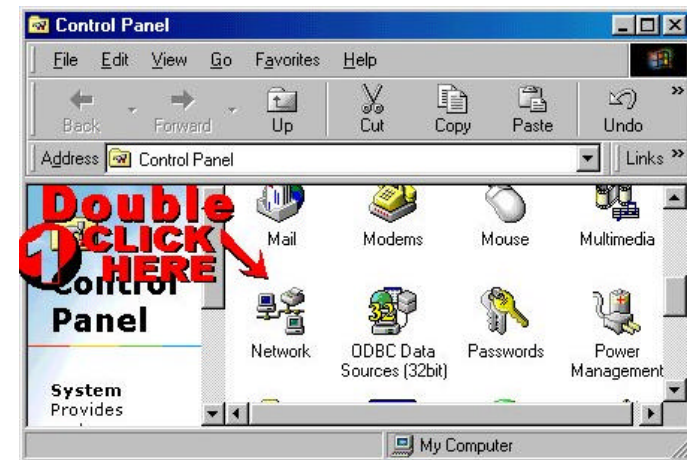 Control Panel
File Edit View Go Favorites Help
Back Forward Up Cut Copy Paste Undo »
Address Control Panel Links »
Double
1 CLICK
HERE
Control
Panel
System
Provides
Mail Modems Mouse Multimedia
32
Network ODBC Data Sources (32bit) Passwords Power Management
My Computer